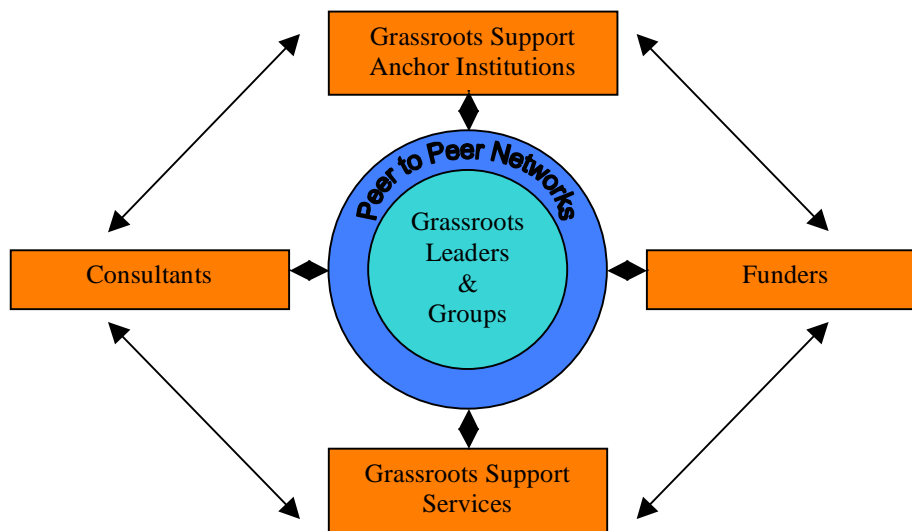 Grassroots Support
Anchor Institutions
Peer to Peer Networks
Grassroots
Leaders
&
Groups
Consultants
Funders
Grassroots Support
Services